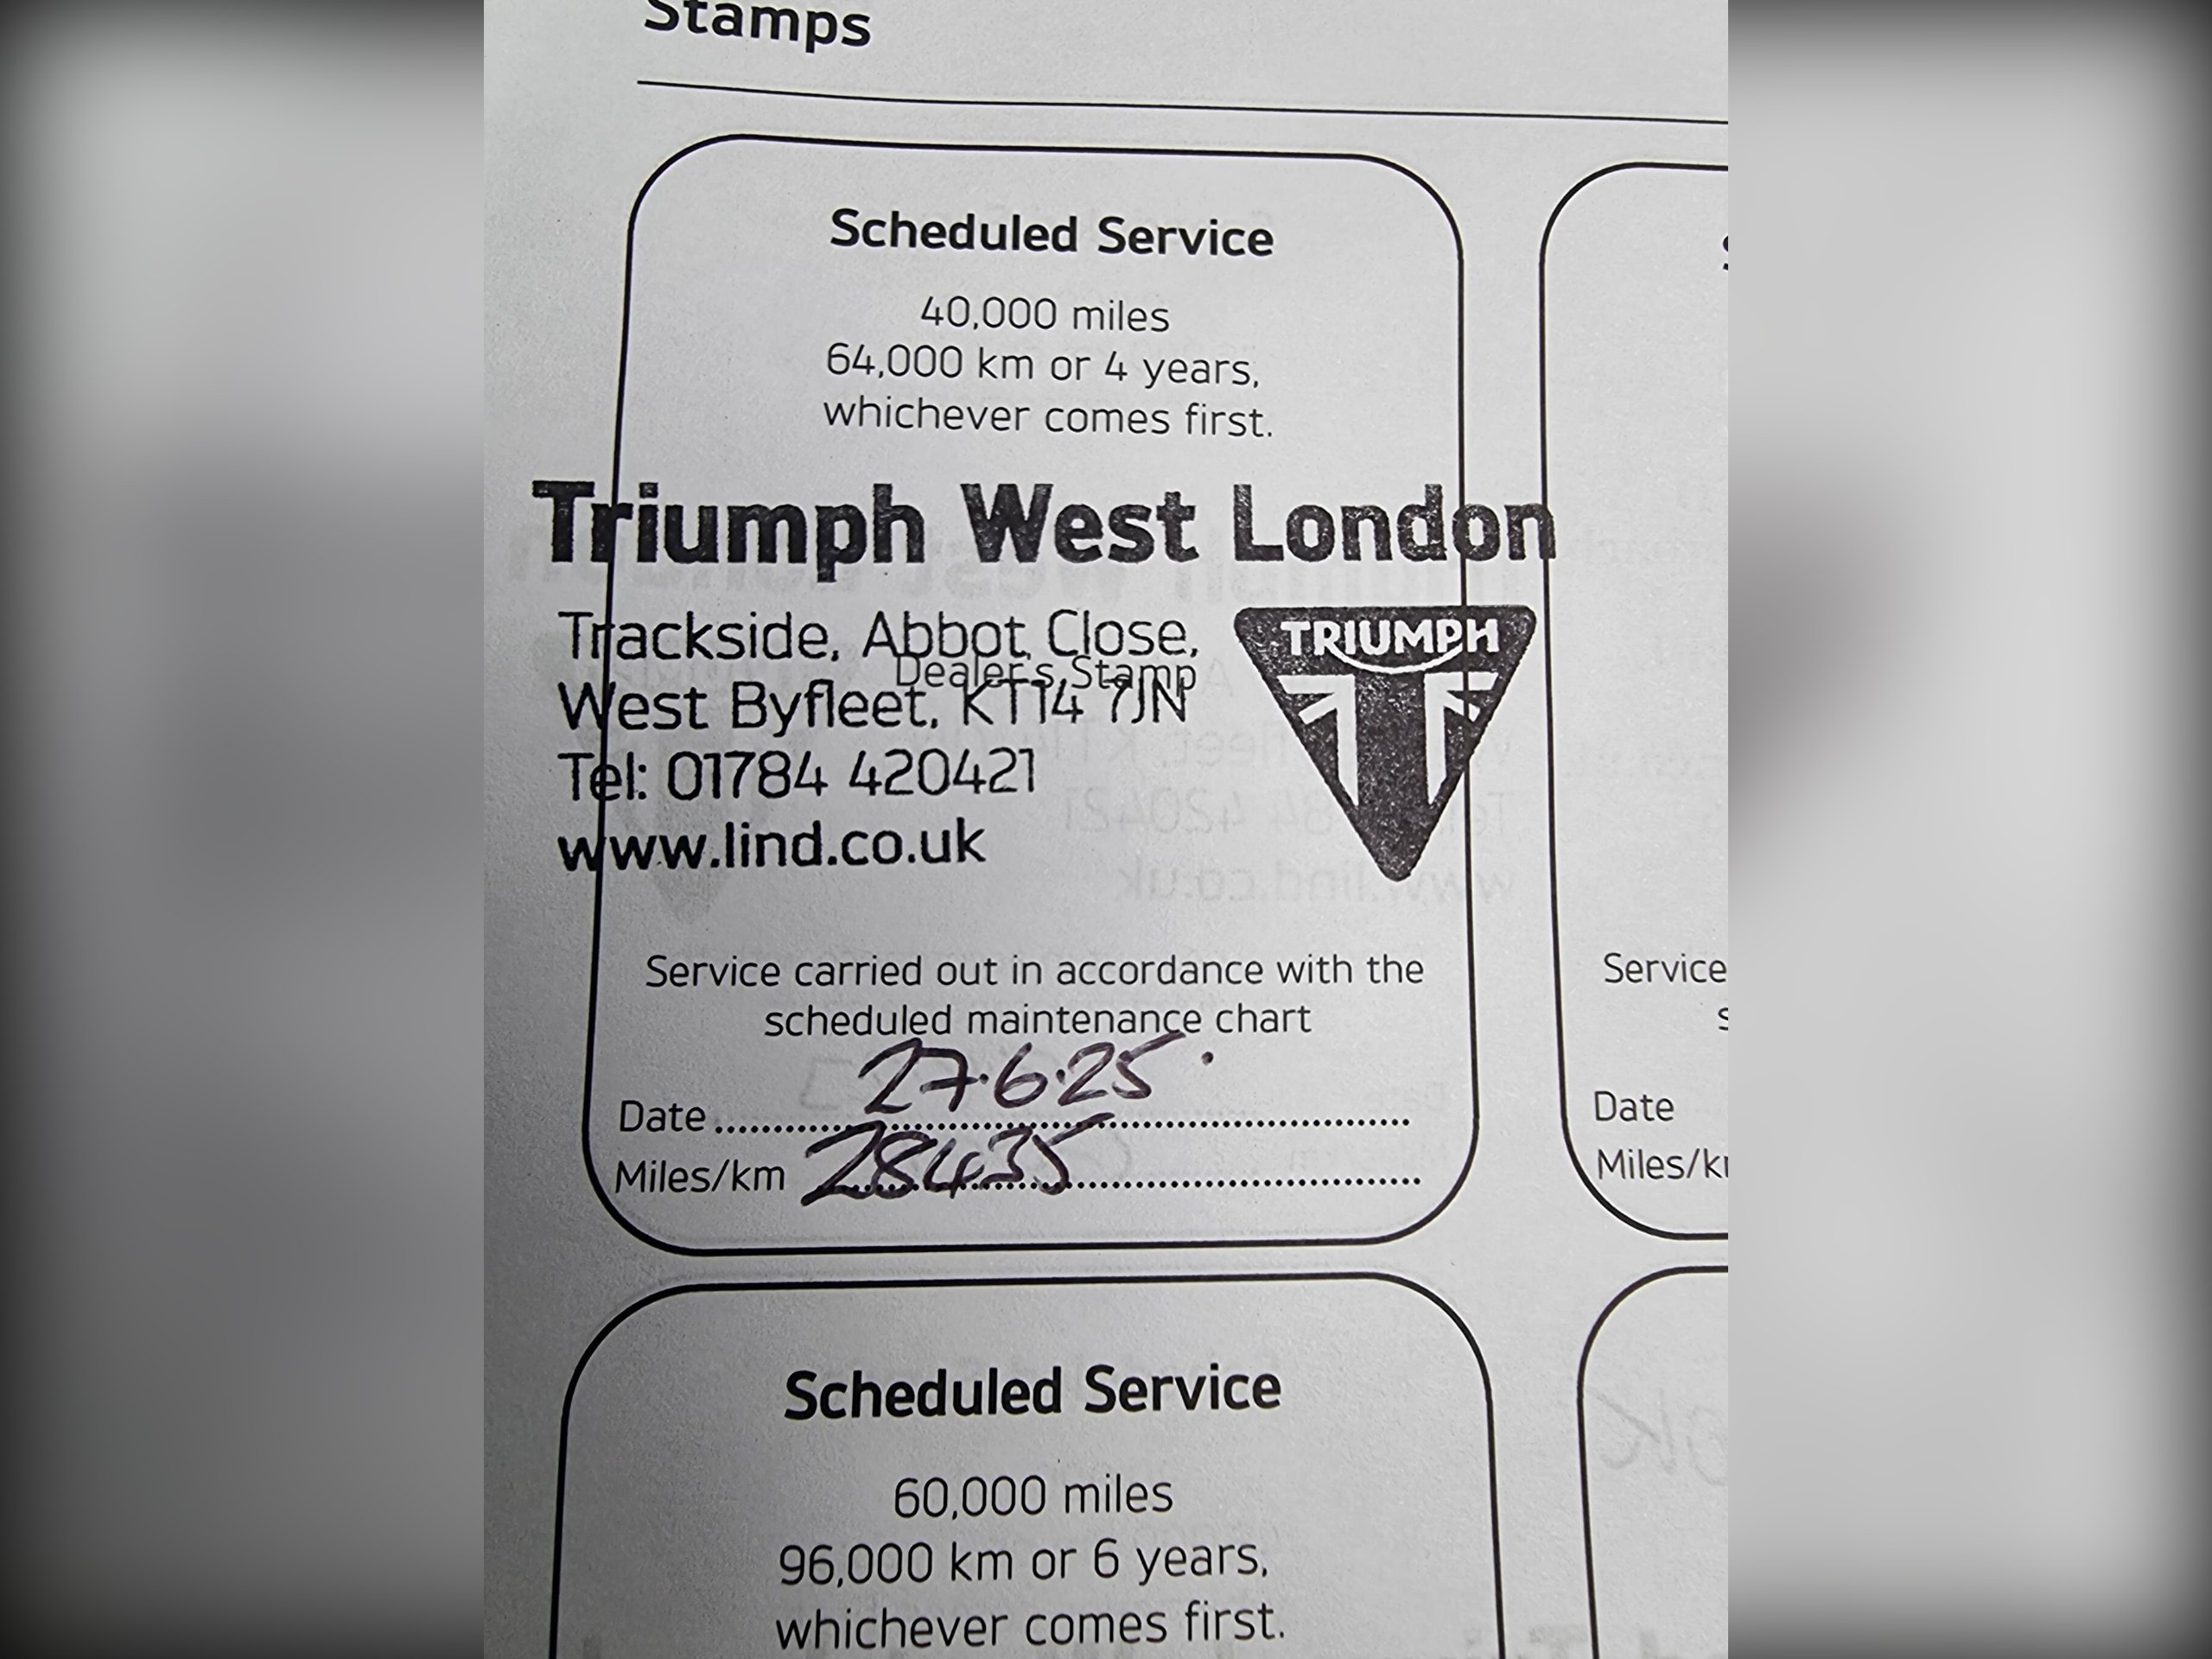 Stamps
Scheduled Service
40,000 miles
64,000 km or 4 years,
whichever comes first.
Triumph West London
Trackside, Abbot Close,
Dealer's Stamp
West Byfleet, KT14 7JN
Tel: 01784 420421
www.lind.co.uk
TRIUMPH
Service carried out in accordance with the
scheduled maintenance chart
Date 27.6.25
Miles/km 28435
Service
Date
Scheduled Service
60,000 miles
96,000 km or 6 years,
whichever comes first.